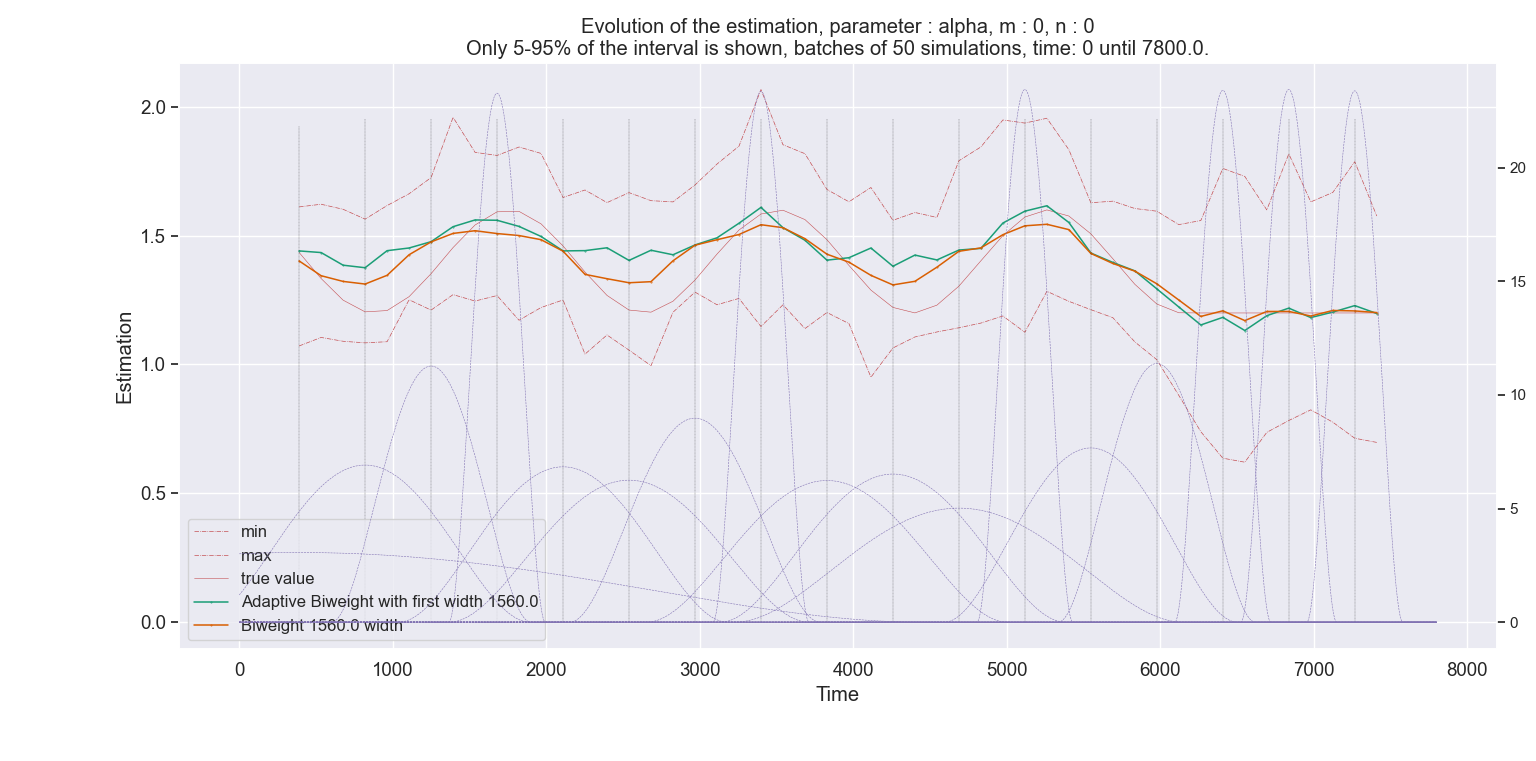 Evolution of the estimation, parameter : alpha, m : 0, n : 0
Only 5-95% of the interval is shown, batches of 50 simulations, time: 0 until 7800.0.
2.0
1.5
1.0
0.5
0.0
Estimation
20
15
10
5
0
min
max
true value
Adaptive Biweight with first width 1560.0
Biweight 1560.0 width
0 1000 2000 3000 4000 5000 6000 7000 8000
Time